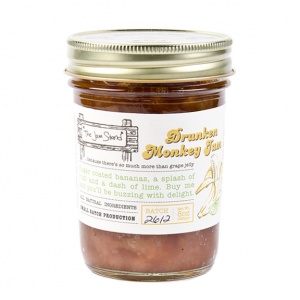 "The Jam Stand"
Drunken
Monkey Jam
because there's so much more than grape jelly
roasted bananas, a splash of
a dash of lime. Buy me
you'll be buzzing with delight.
ALL NATURAL INGREDIENTS
SMALL BATCH PRODUCTION
BATCH
2612